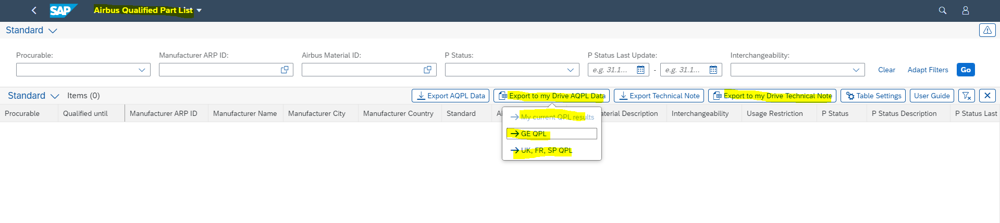 SAP Airbus Qualified Part List
Standard
Procurable: Manufacturer ARP ID: Airbus Material ID: P Status: P Status Last Update: Interchangeability:
e.g. 31.1... - e.g. 31.1... Clear Adapt Filters Go
Standard Items (0) Export AQPL Data Export to my Drive AQPL Data Export Technical Note Export to my Drive Technical Note Table Settings User Guide
Procurable Qualified until Manufacturer ARP ID Manufacturer Name Manufacturer City Manufacturer Country Standard Description Interchangeability Usage Restriction P Status P Status Description P Status Last
My current QPL results
GE QPL
UK, FR, SP QPL